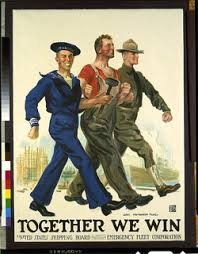 TOGETHER WE WIN
UNITED STATES SHIPPING BOARD EMERGENCY FLEET CORPORATION